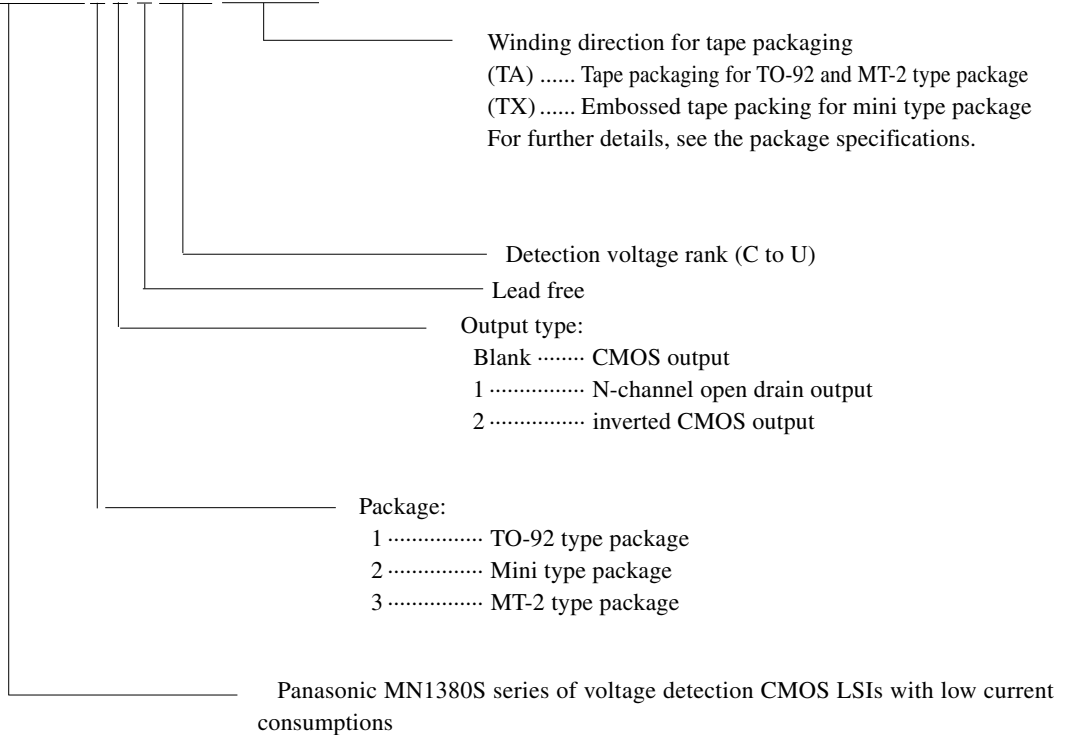 Winding direction for tape packaging
(TA) ...... Tape packaging for TO-92 and MT-2 type package
(TX) ...... Embossed tape packing for mini type package
For further details, see the package specifications.
Detection voltage rank (C to U)
Lead free
Output type:
Blank ········ CMOS output
1 ················ N-channel open drain output
2 ················ inverted CMOS output
Package:
1 ················ TO-92 type package
2 ················ Mini type package
3 ················ MT-2 type package
Panasonic MN1380S series of voltage detection CMOS LSIs with low current
consumptions